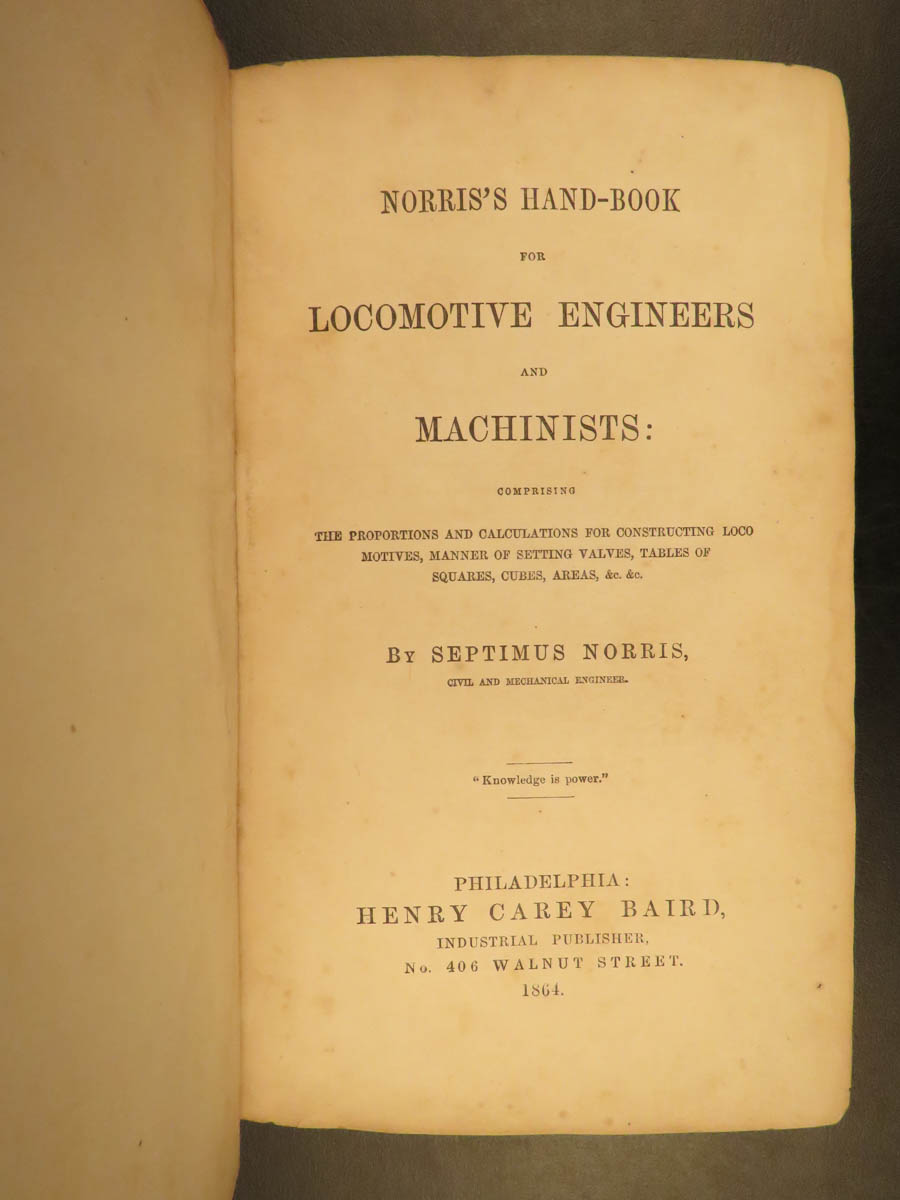 NORRIS'S HAND-BOOK
FOR
LOCOMOTIVE ENGINEERS
AND
MACHINISTS:
COMPRISING
THE PROPORTIONS AND CALCULATIONS FOR CONSTRUCTING LOCO
MOTIVES, MANNER OF SETTING VALVES, TABLES OF
SQUARES, CUBES, AREAS, &c. &c.
By SEPTIMUS NORRIS,
CIVIL AND MECHANICAL ENGINEER.
"Knowledge is power."
PHILADELPHIA:
HENRY CAREY BAIRD,
INDUSTRIAL PUBLISHER,
No. 406 WALNUT STREET.
1864.